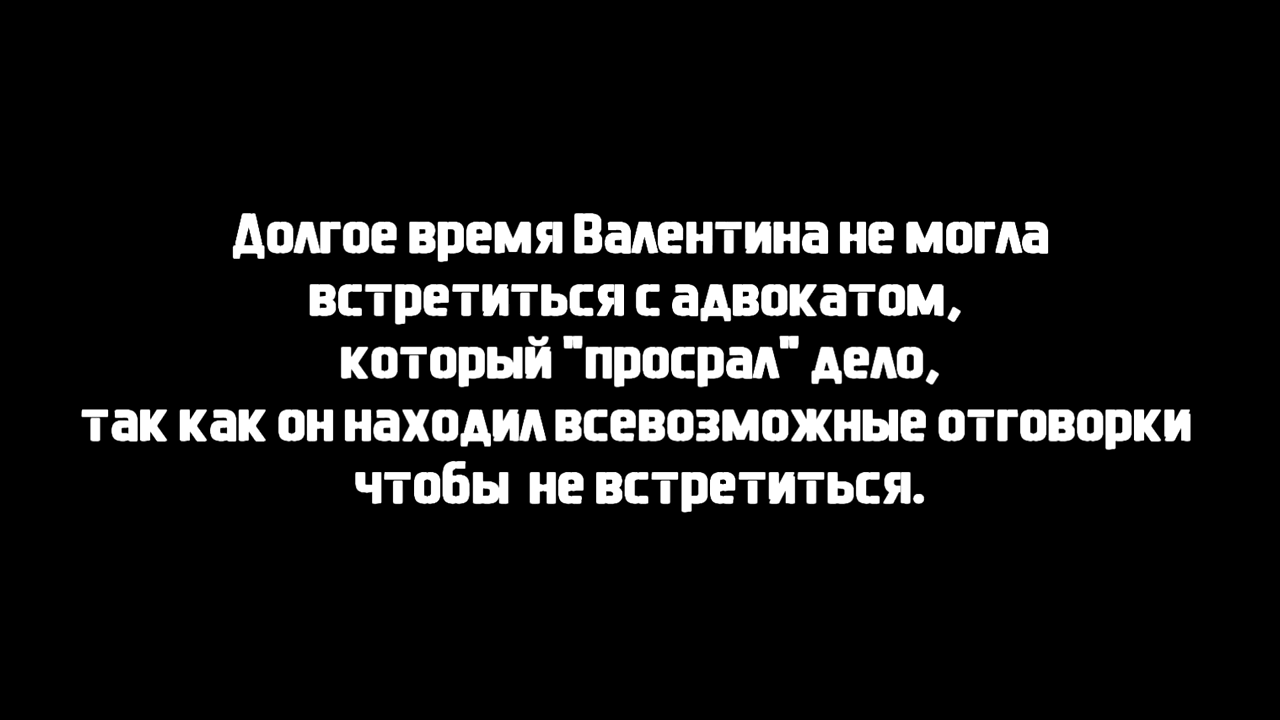 Долгое время Валентина не могла
встретиться с адвокатом,
который "просрал" дело,
так как он находил всевозможные отговорки
чтобы не встретиться.